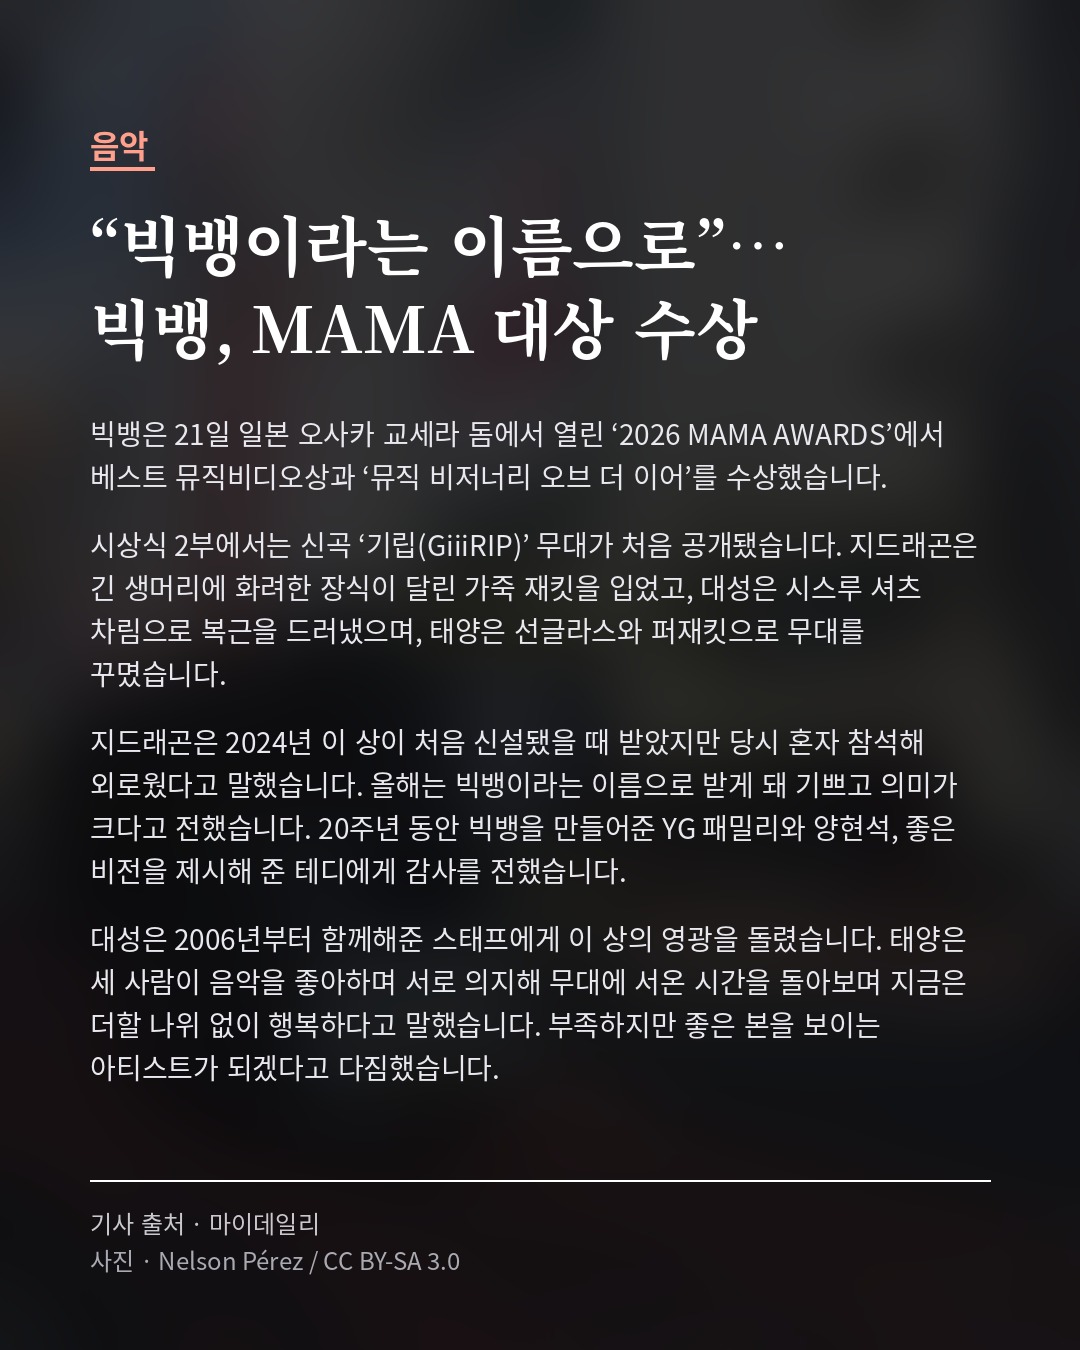 음악
“빅뱅이라는 이름으로”…
빅뱅, MAMA 대상 수상
빅뱅은 21일 일본 오사카 교세라 돔에서 열린 ‘2026 MAMA AWARDS’에서
베스트 뮤직비디오상과 ‘뮤직 비저너리 오브 더 이어’를 수상했습니다.
시상식 2부에서는 신곡 ‘기립(GiiiRIP)’ 무대가 처음 공개됐습니다. 지드래곤은
긴 생머리에 화려한 장식이 달린 가죽 재킷을 입었고, 대성은 시스루 셔츠
차림으로 복근을 드러냈으며, 태양은 선글라스와 퍼재킷으로 무대를
꾸몄습니다.
지드래곤은 2024년 이 상이 처음 신설됐을 때 받았지만 당시 혼자 참석해
외로웠다고 말했습니다. 올해는 빅뱅이라는 이름으로 받게 돼 기쁘고 의미가
크다고 전했습니다. 20주년 동안 빅뱅을 만들어준 YG 패밀리와 양현석, 좋은
비전을 제시해 준 테디에게 감사를 전했습니다.
대성은 2006년부터 함께해준 스태프에게 이 상의 영광을 돌렸습니다. 태양은
세 사람이 음악을 좋아하며 서로 의지해 무대에 서온 시간을 돌아보며 지금은
더할 나위 없이 행복하다고 말했습니다. 부족하지만 좋은 본을 보이는
아티스트가 되겠다고 다짐했습니다.
기사 출처 · 마이데일리
사진 · Nelson Pérez / CC BY-SA 3.0